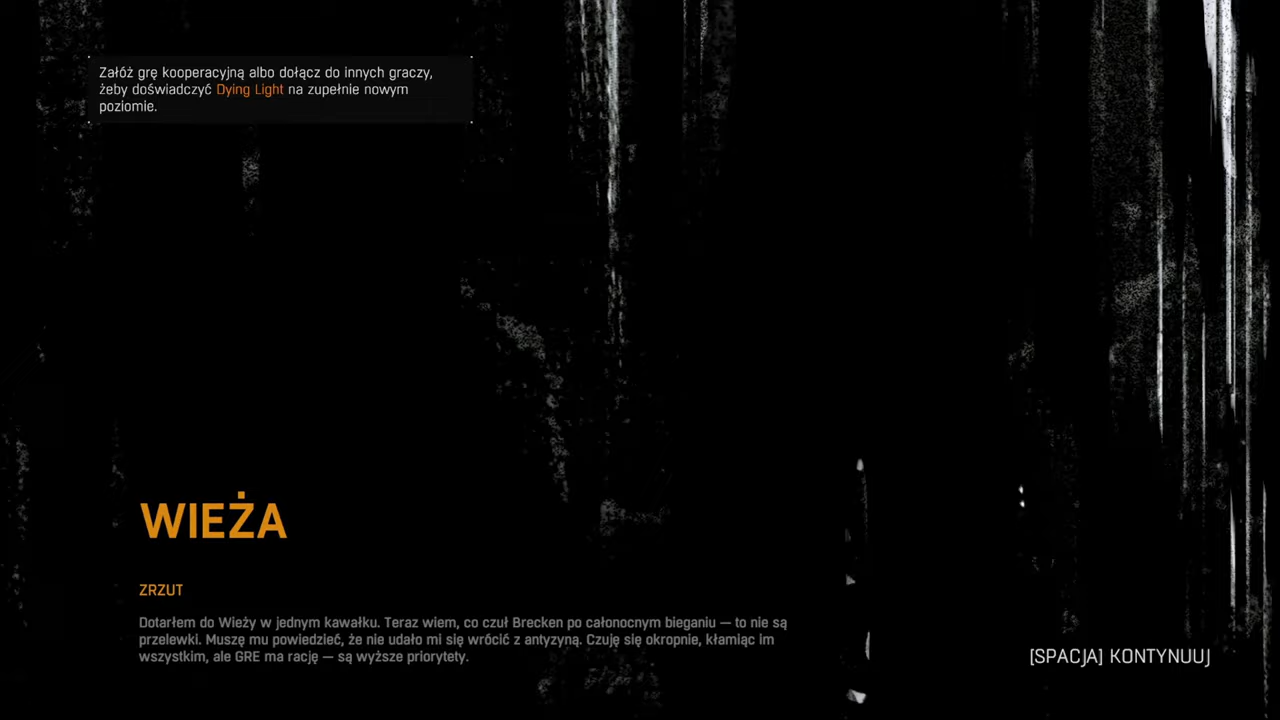 Załóż grę kooperacyjną albo dołącz do innych graczy,
żeby doświadczyć Dying Light na zupełnie nowym
poziomie.
WIEŻA
ZRZUT
Dotarłem do Wieży w jednym kawałku. Teraz wiem, co czuł Brecken po całonocnym bieganiu — to nie są
przelewki. Muszę mu powiedzieć, że nie udało mi się wrócić z antyzyną. Czuję się okropnie, kłamiąc im
wszystkim, ale GRE ma rację — są wyższe priorytety.
[SPACJA] KONTYNUUJ